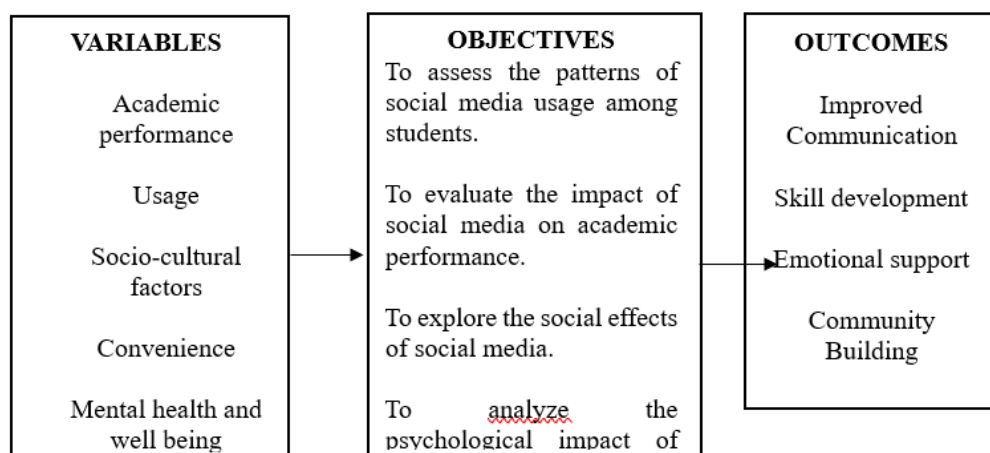 VARIABLES
Academic
performance
Usage
Socio-cultural
factors
Convenience
Mental health and
well being
OBJECTIVES
To assess the patterns of
social media usage among
students.
To evaluate the impact of
social media on academic
performance.
To explore the social effects
of social media.
To analyze the
psychological impact of
OUTCOMES
Improved
Communication
Skill development
Emotional support
Community
Building